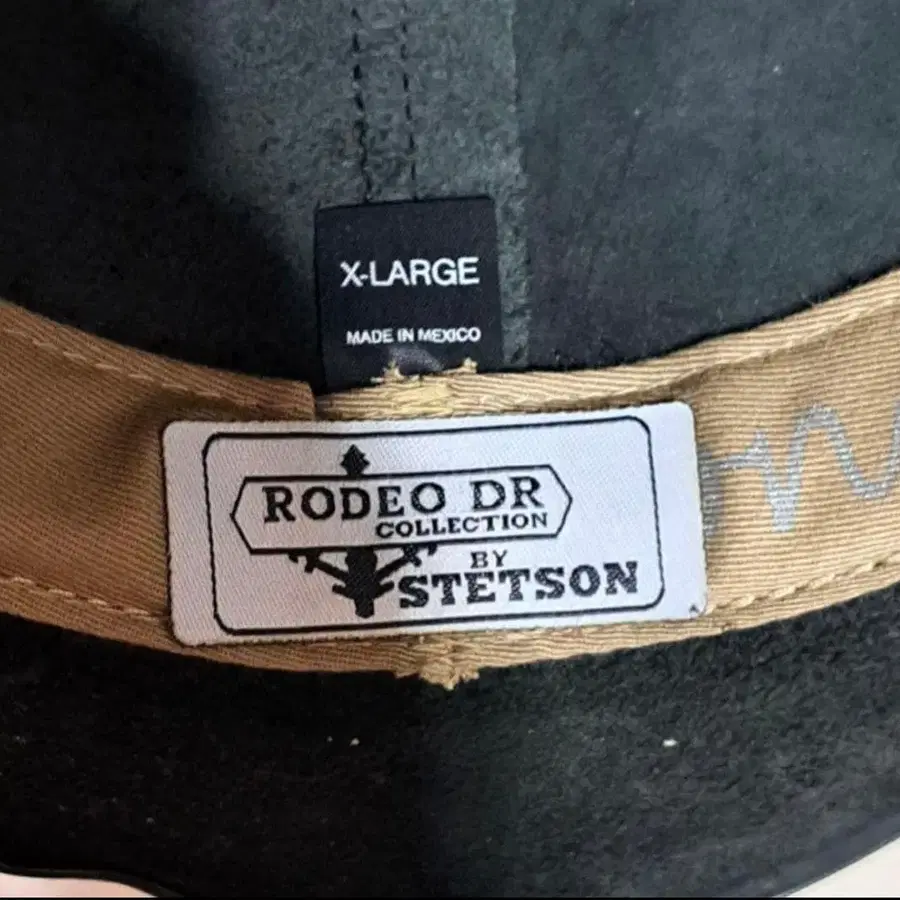 X-LARGE
MADE IN MEXICO
RODEO DR
COLLECTION
BY
STETSON